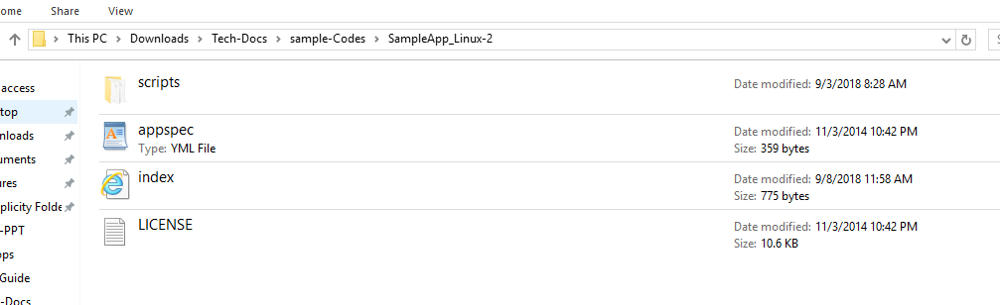 ome Share View
This PC > Downloads > Tech-Docs > sample-Codes > SampleApp_Linux-2
access
top
nloads
uments
ures
plicity Folde
-PPT
ops
Guide
-Docs
scripts
Date modified: 9/3/2018 8:28 AM
appspec
Type: YML File
Date modified: 11/3/2014 10:42 PM
Size: 359 bytes
index
Date modified: 9/8/2018 11:58 AM
Size: 775 bytes
LICENSE
Date modified: 11/3/2014 10:42 PM
Size: 10.6 KB